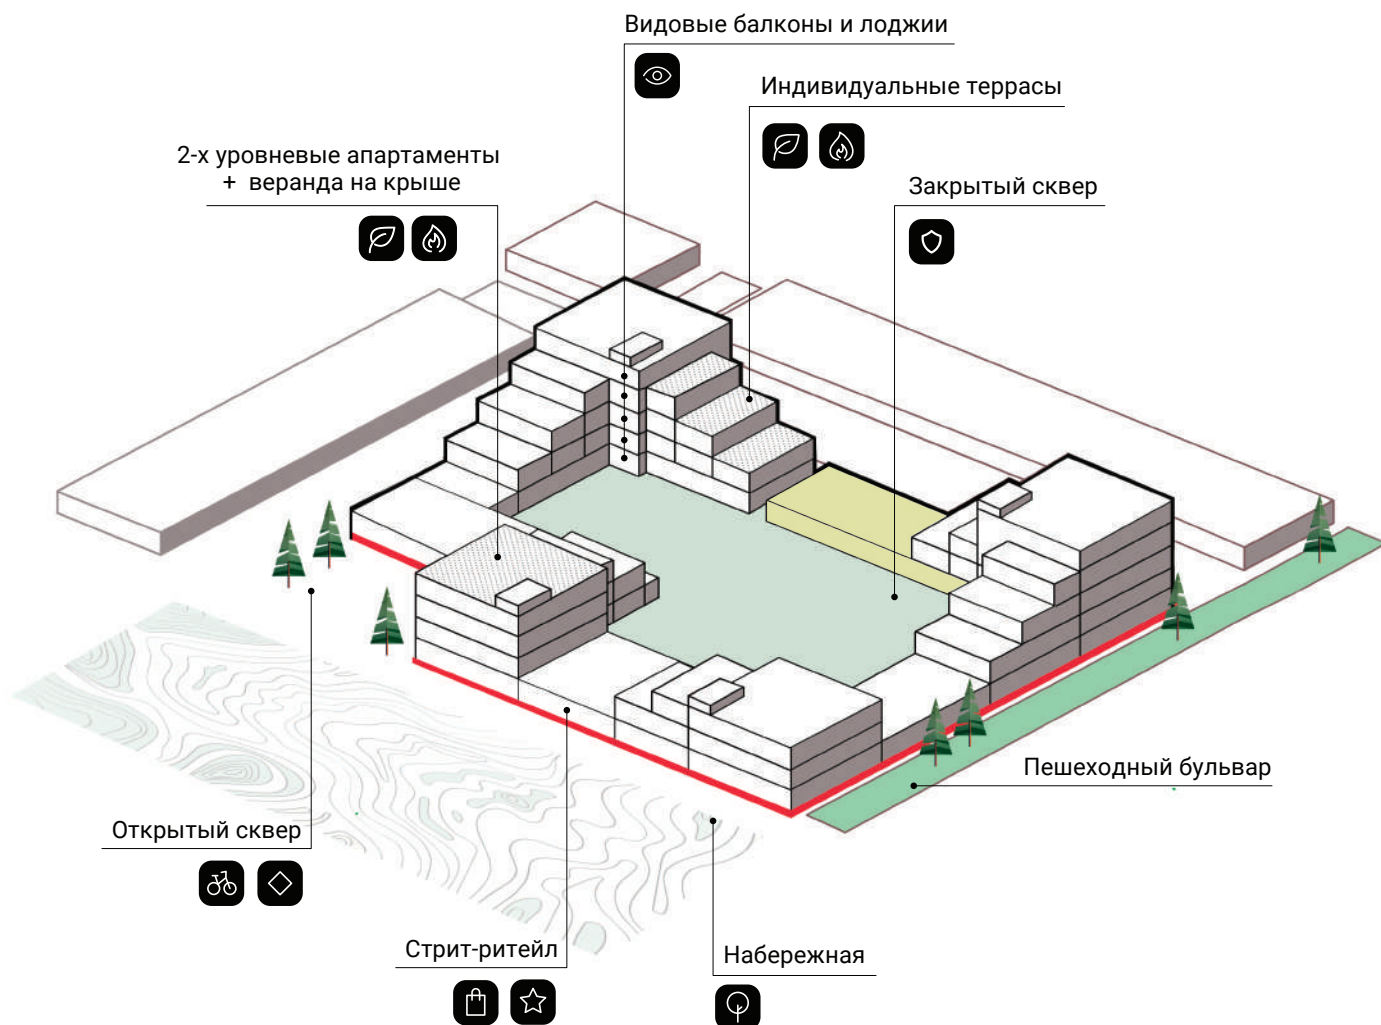 Видовые балконы и лоджии
Индивидуальные террасы
2-х уровневые апартаменты
+ веранда на крыше
Закрытый сквер
Пешеходный бульвар
Открытый сквер
Стрит-ритейл
Набережная